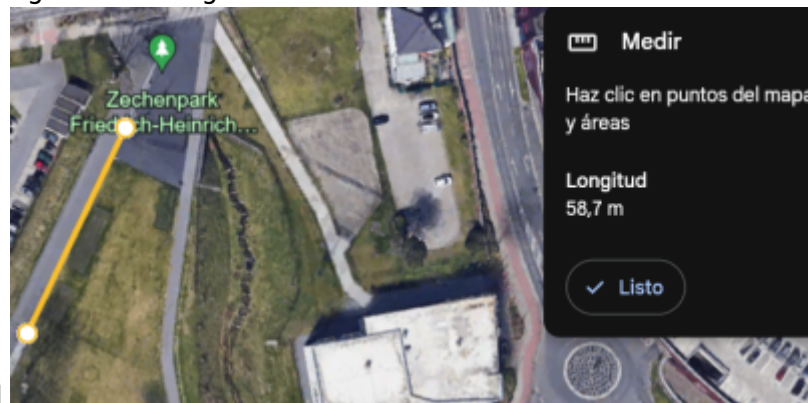 Zechenpark
Friedrich-Heinrich...
Medir
Haz clic en puntos del mapa
y áreas
Longitud
58,7 m
Listo